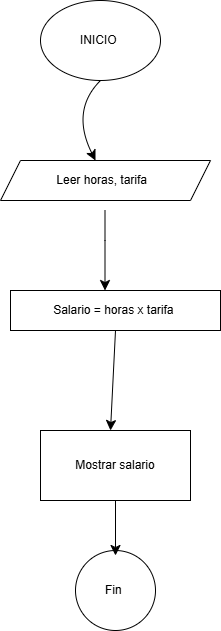 INICIO
Leer horas, tarifa
Salario = horas x tarifa
Mostrar salario
Fin